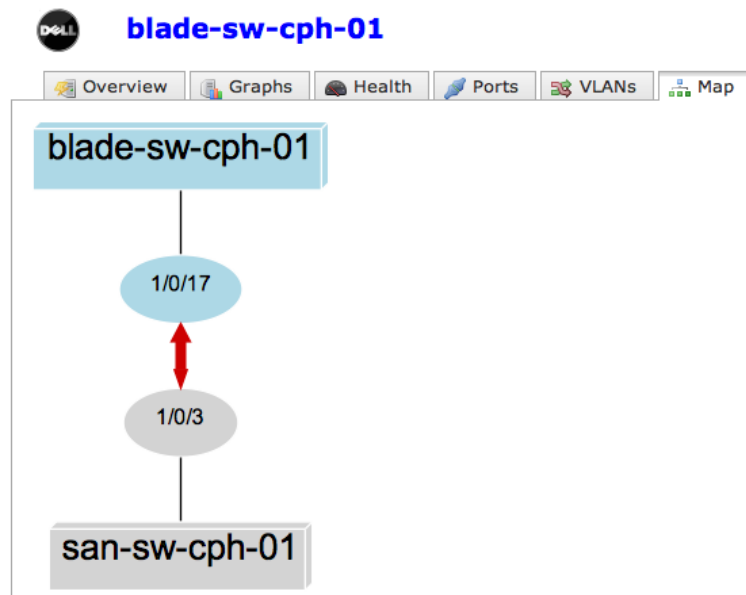 DELL blade-sw-cph-01
Overview Graphs Health Ports VLANs Map
blade-sw-cph-01
1/0/17
1/0/3
san-sw-cph-01